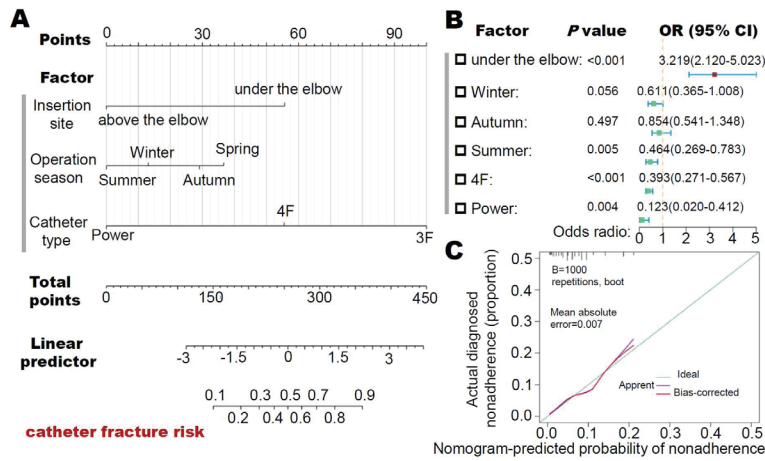 A
Points
0 20 40 60 80 100
Factor
under the elbow
Insertion
site
above the elbow
Operation
season
Winter
Spring
Summer
Autumn
Catheter
type
4F
Power
3F
Total
points
0 150 250 300 350 450
Linear
predictor
-3 -1.5 0 1.5 3
0.1 0.3 0.5 0.7 0.9
0.2 0.4 0.6 0.8
catheter fracture risk
B
Factor P value OR (95% CI)
under the elbow: <0.001 3.219(2.120-5.023)
Winter: 0.056 0.611(0.365-1.008)
Autumn: 0.497 0.854(0.541-1.348)
Summer: 0.005 0.464(0.269-0.783)
4F: <0.001 0.393(0.271-0.567)
Power: 0.004 0.123(0.020-0.412)
Odds radio: 0 1 2 3 4 5
C
Actual diagnosed
nonadherence (proportion)
0.5
0.4
0.3
0.2
0.1
0.0
B=1000
repetitions, boot
Mean absolute
error=0.007
Ideal
Apprent
Bias-corrected
0.0 0.1 0.2 0.3 0.4 0.5
Nomogram-predicted probability of nonadherence